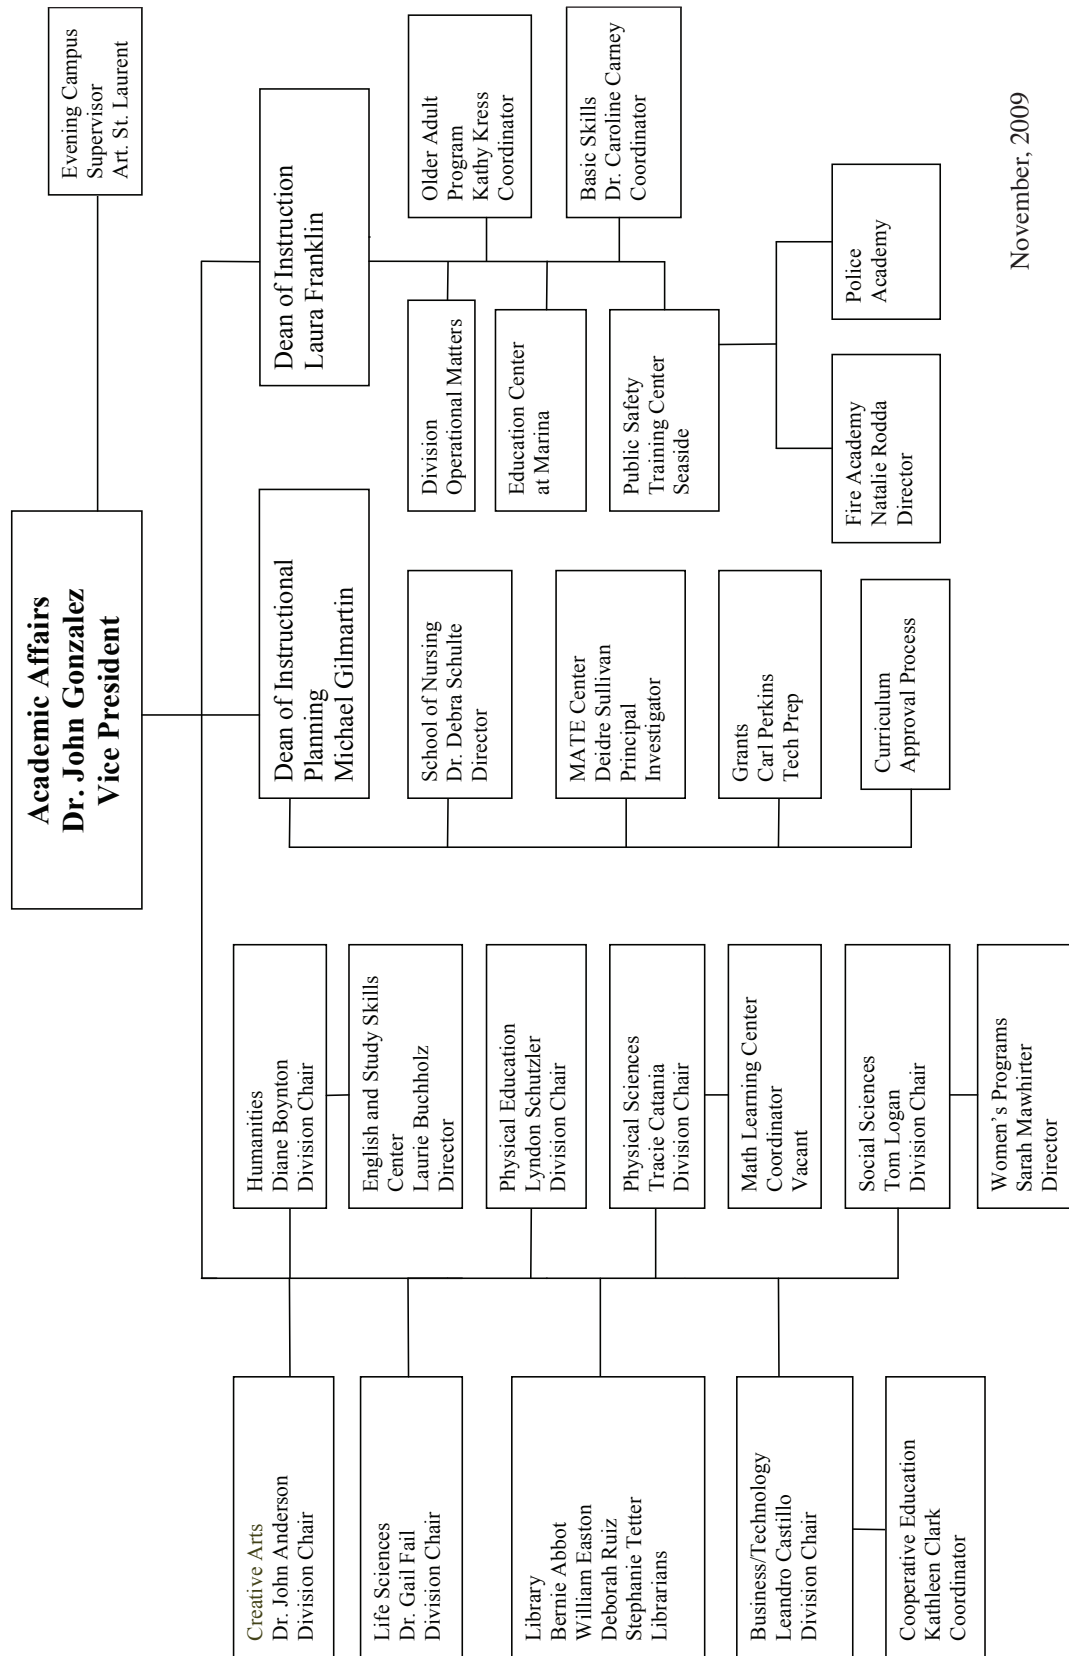 Academic Affairs
Dr. John Gonzalez
Vice President
Evening Campus
Supervisor
Art. St. Laurent
Dean of Instructional
Planning
Michael Gilmartin
Dean of Instruction
Laura Franklin
Creative Arts
Dr. John Anderson
Division Chair
Life Sciences
Dr. Gail Fail
Division Chair
Library
Bernie Abbot
William Easton
Deborah Ruiz
Stephanie Tetter
Librarians
Business/Technology
Leandro Castillo
Division Chair
Cooperative Education
Kathleen Clark
Coordinator
Humanities
Diane Boynton
Division Chair
English and Study Skills
Center
Laurie Buchholz
Director
Physical Education
Lyndon Schutzler
Division Chair
Physical Sciences
Tracie Catania
Division Chair
Math Learning Center
Coordinator
Vacant
Social Sciences
Tom Logan
Division Chair
Women's Programs
Sarah Mawhirter
Director
School of Nursing
Dr. Debra Schulte
Director
MATE Center
Deidre Sullivan
Principal
Investigator
Grants
Carl Perkins
Tech Prep
Curriculum
Approval Process
Division
Operational Matters
Education Center
at Marina
Public Safety
Training Center
Seaside
Older Adult
Program
Kathy Kress
Coordinator
Basic Skills
Dr. Caroline Carney
Coordinator
Fire Academy
Natalie Rodda
Director
Police
Academy
November, 2009